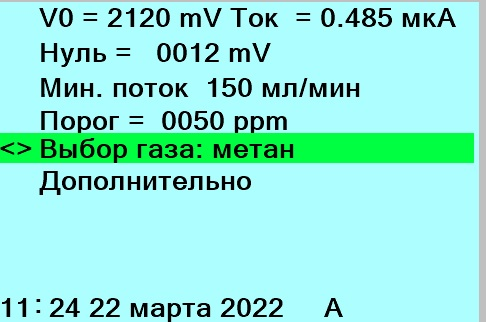 V0 = 2120 mV Ток = 0.485 мкА
Нуль = 0012 mV
Мин. поток 150 мл/мин
Порог = 0050 ppm
<> Выбор газа: метан
Дополнительно
11: 24 22 марта 2022 А